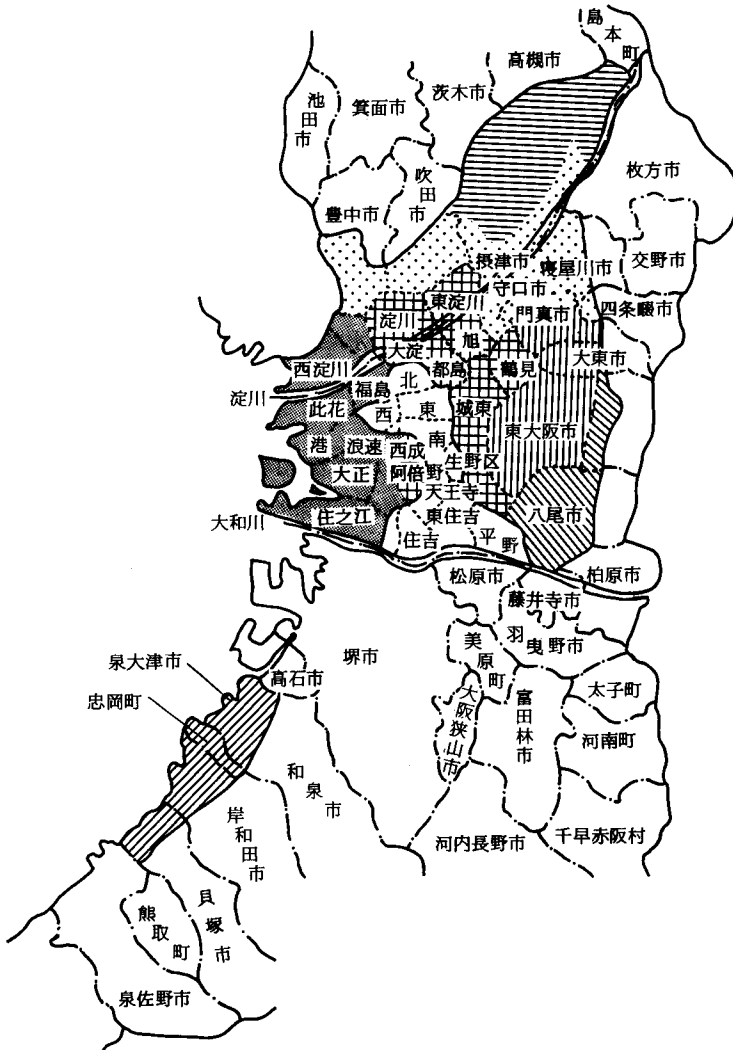 島本町
高槻市
茨木市
箕面市
池田市
吹田市
豊中市
枚方市
交野市
摂津市
寝屋川市
守口市
門真市
四条畷市
東淀川
淀川
大淀
旭
都島
鶴見
大東市
西淀川
淀川
福島
北
此花
西
東
城東
東大阪市
港
浪速
南
西成
生野区
大正
阿倍野
天王寺
八尾市
大和川
住之江
東住吉
住吉
平野
松原市
柏原市
藤井寺市
羽曳野市
美原町
堺市
高石市
泉大津市
忠岡町
大阪狭山市
富田林市
太子町
河南町
和泉市
岸和田市
河内長野市
千早赤阪村
貝塚市
熊取町
泉佐野市